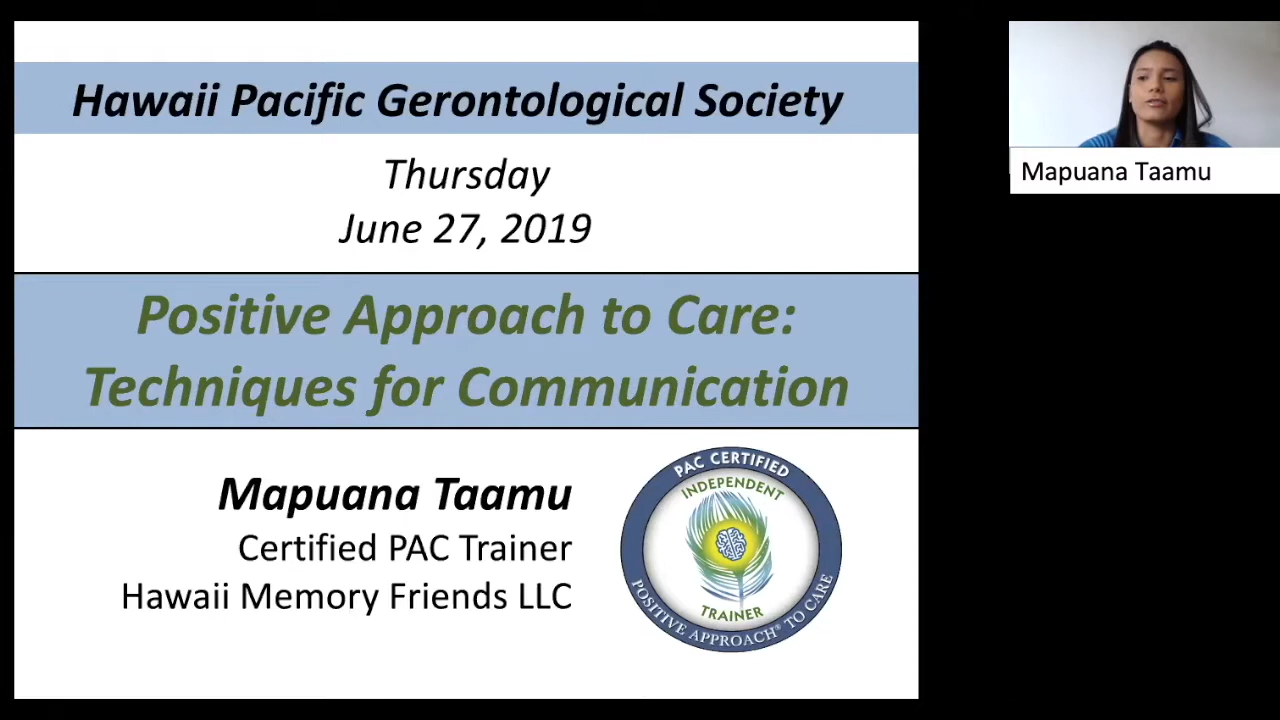 Hawaii Pacific Gerontological Society
Thursday
June 27, 2019
Positive Approach to Care:
Techniques for Communication
Mapuana Taamu
Certified PAC Trainer
Hawaii Memory Friends LLC
PAC CERTIFIED
INDEPENDENT
TRAINER
POSITIVE APPROACH® TO CARE
Mapuana Taamu